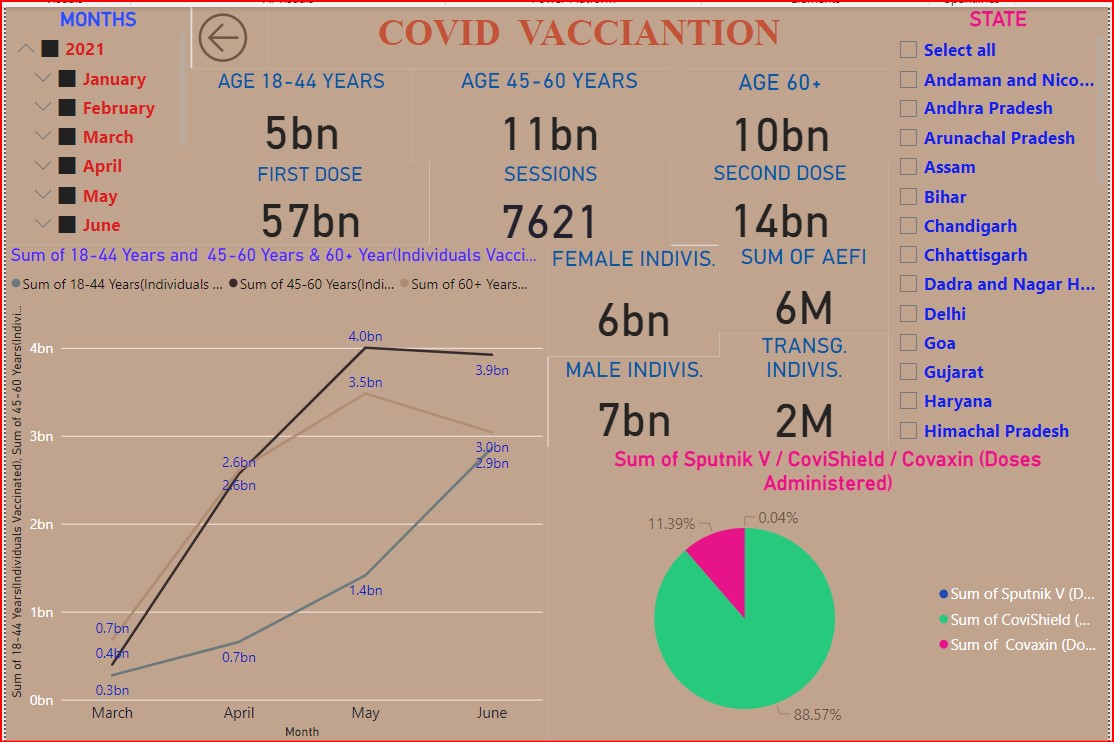 MONTHS
2021
January
February
March
April
May
June
COVID VACCIANTION
AGE 18-44 YEARS
5bn
AGE 45-60 YEARS
11bn
AGE 60+
10bn
FIRST DOSE
57bn
SESSIONS
7621
SECOND DOSE
14bn
STATE
Select all
Andaman and Nico...
Andhra Pradesh
Arunachal Pradesh
Assam
Bihar
Chandigarh
Chhattisgarh
Dadra and Nagar H...
Delhi
Goa
Gujarat
Haryana
Himachal Pradesh
Sum of 18-44 Years and 45-60 Years & 60+ Year(Individuals Vacci...
Sum of 18-44 Years(Individuals ...
Sum of 45-60 Years(Indi...
Sum of 60+ Years...
Sum of 18-44 Years(Individuals Vaccinated), Sum of 45-60 Years(Indivi...
4bn
3bn
2bn
1bn
0bn
4.0bn
3.9bn
3.5bn
3.0bn
2.9bn
2.6bn
2.6bn
1.4bn
0.7bn
0.4bn
0.7bn
0.3bn
March
April
May
June
Month
FEMALE INDIVIS.
6bn
SUM OF AEFI
6M
MALE INDIVIS.
7bn
TRANSG.
INDIVIS.
2M
Sum of Sputnik V / CoviShield / Covaxin (Doses
Administered)
11.39%
0.04%
88.57%
Sum of Sputnik V (D...
Sum of CoviShield (...
Sum of Covaxin (Do...